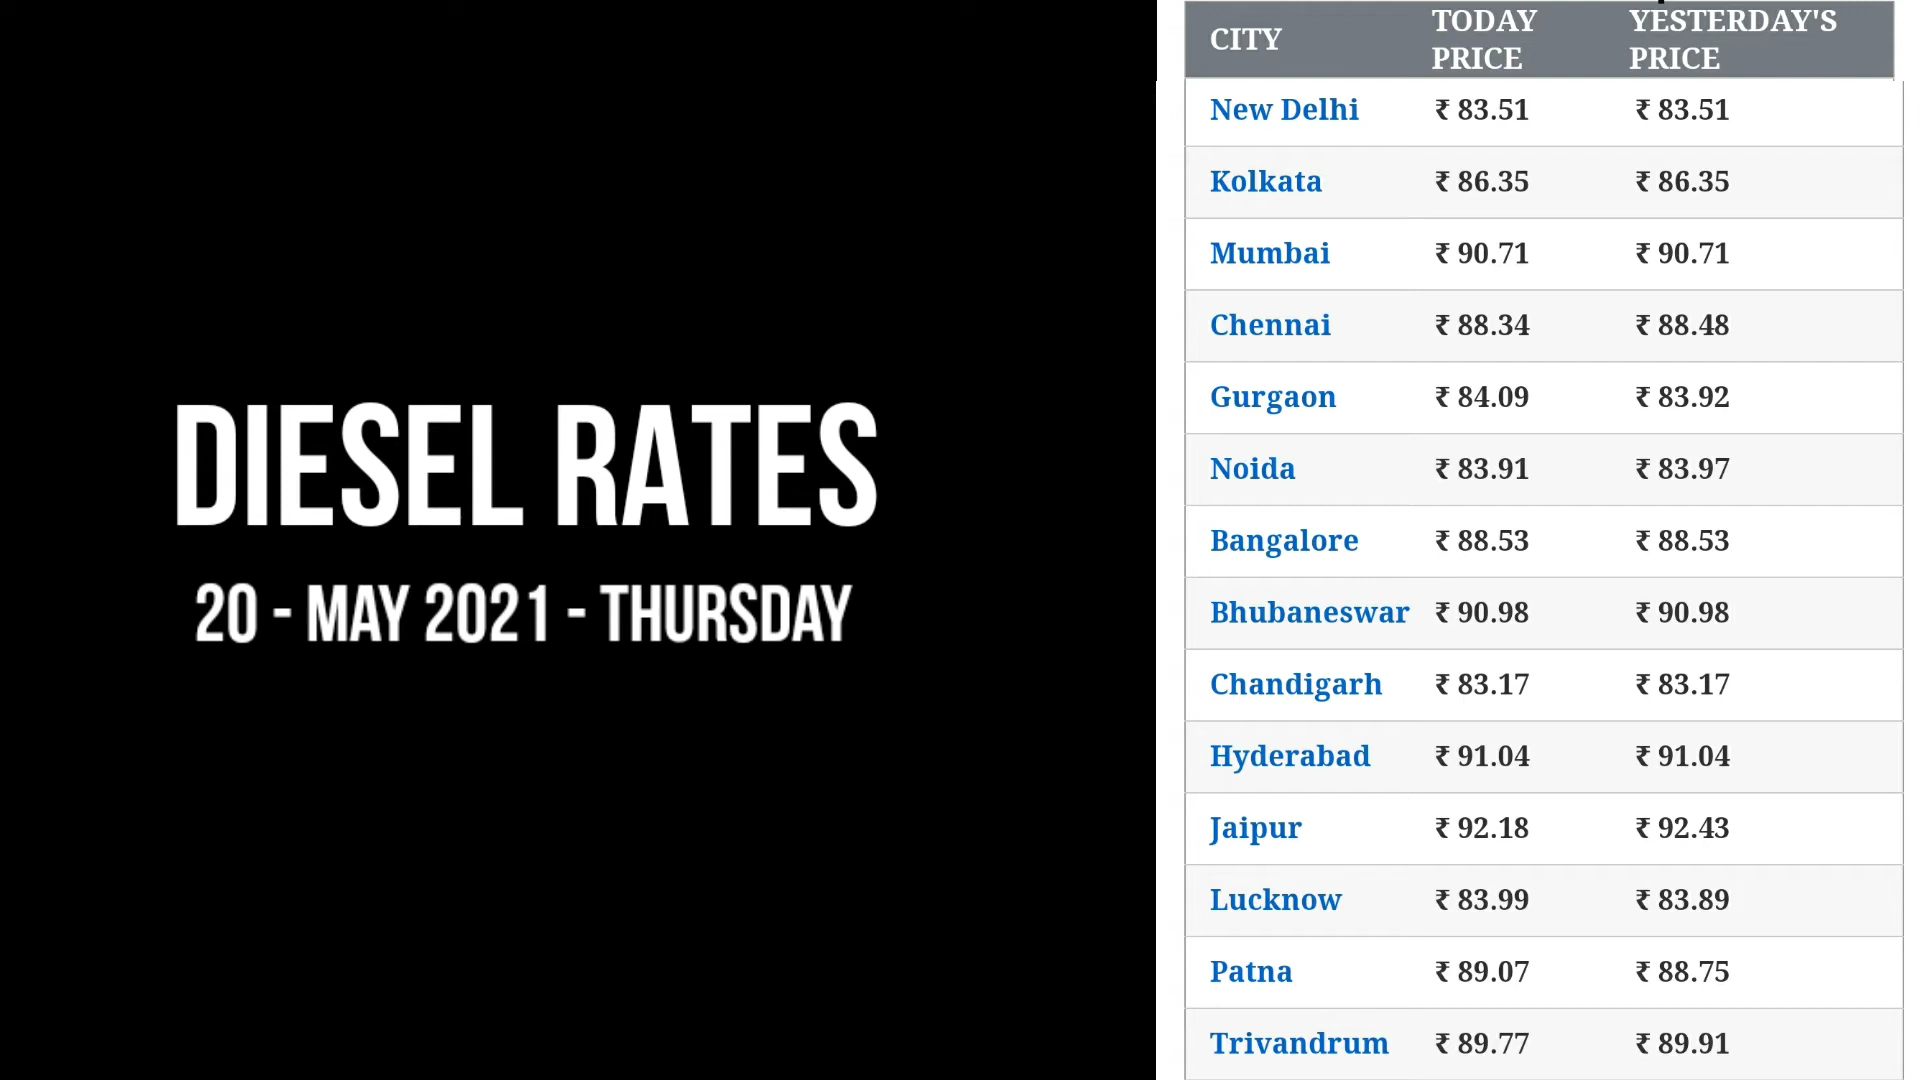 DIESEL RATES
20 - MAY 2021 - THURSDAY
CITY TODAY PRICE YESTERDAY'S PRICE
New Delhi ₹ 83.51 ₹ 83.51
Kolkata ₹ 86.35 ₹ 86.35
Mumbai ₹ 90.71 ₹ 90.71
Chennai ₹ 88.34 ₹ 88.48
Gurgaon ₹ 84.09 ₹ 83.92
Noida ₹ 83.91 ₹ 83.97
Bangalore ₹ 88.53 ₹ 88.53
Bhubaneswar ₹ 90.98 ₹ 90.98
Chandigarh ₹ 83.17 ₹ 83.17
Hyderabad ₹ 91.04 ₹ 91.04
Jaipur ₹ 92.18 ₹ 92.43
Lucknow ₹ 83.99 ₹ 83.89
Patna ₹ 89.07 ₹ 88.75
Trivandrum ₹ 89.77 ₹ 89.91